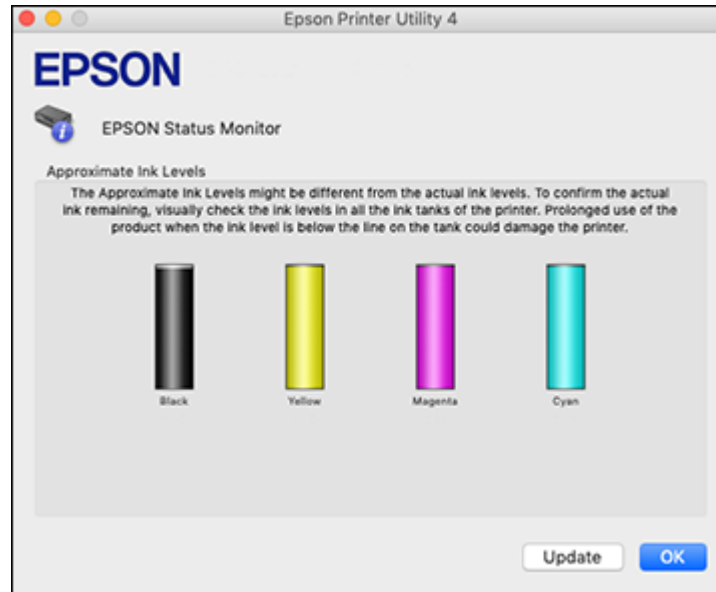 Epson Printer Utility 4
EPSON
EPSON Status Monitor
Approximate Ink Levels
The Approximate Ink Levels might be different from the actual ink levels. To confirm the actual
ink remaining, visually check the ink levels in all the ink tanks of the printer. Prolonged use of the
product when the ink level is below the line on the tank could damage the printer.
Black Yellow Magenta Cyan
Update OK